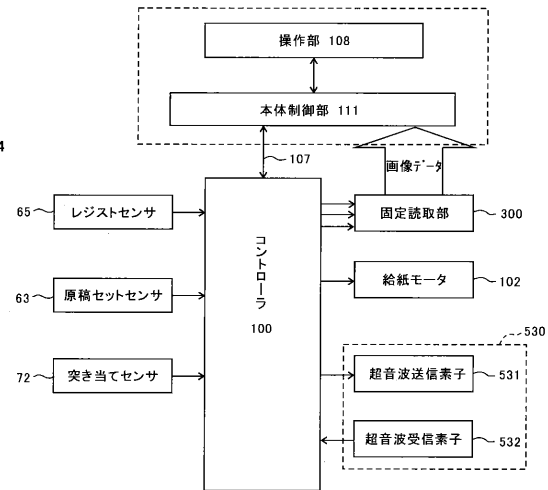 操作部 108
本体制御部 111
4
107
画像データ
65
レジストセンサ
固定読取部
300
コントローラ
100
63
原稿セットセンサ
給紙モータ
102
530
72
突き当てセンサ
超音波送信素子
531
超音波受信素子
532